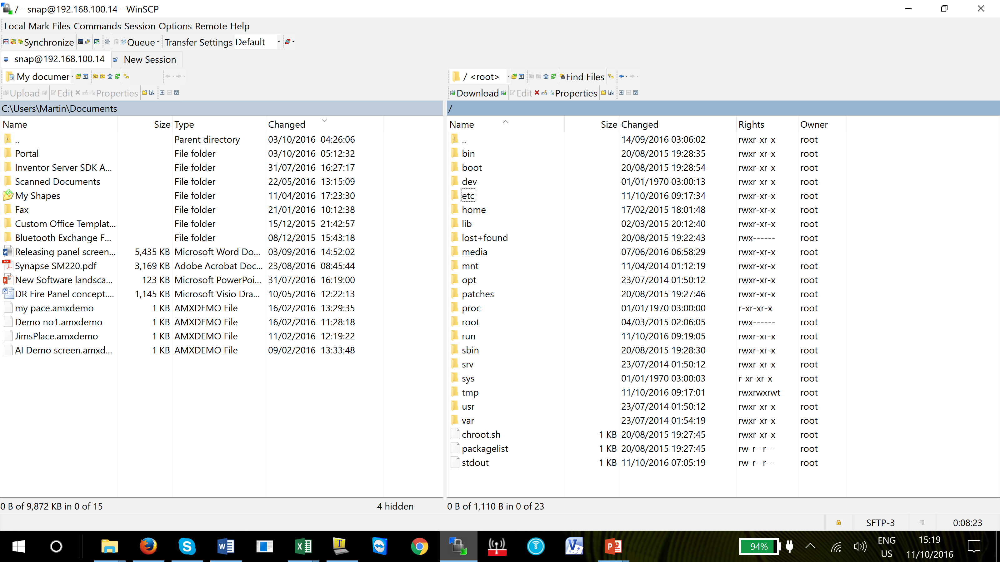 / - snap@192.168.100.14 - WinSCP
Local Mark Files Commands Session Options Remote Help
Synchronize Queue Transfer Settings Default
snap@192.168.100.14 New Session
My documer / <root> Find Files
Upload Edit Properties Download Edit Properties
C:\Users\Martin\Documents
Name Size Type Changed
.. Parent directory 03/10/2016 04:26:06
Portal File folder 03/10/2016 05:12:32
Inventor Server SDK A... File folder 31/07/2016 16:27:17
Scanned Documents File folder 22/05/2016 13:15:09
My Shapes File folder 11/04/2016 17:23:30
Fax File folder 21/01/2016 10:12:38
Custom Office Templat... File folder 15/12/2015 21:42:57
Bluetooth Exchange F... File folder 08/12/2015 15:43:18
Releasing panel screen... 5,435 KB Microsoft Word Do... 03/09/2016 14:52:02
Synapse SM220.pdf 3,169 KB Adobe Acrobat Doc... 23/08/2016 08:45:44
New Software landsca... 123 KB Microsoft PowerPoi... 31/07/2016 16:19:00
DR Fire Panel concept.... 1,145 KB Microsoft Visio Dra... 10/05/2016 12:22:13
my pace.amxdemo 1 KB AMXDEMO File 16/02/2016 13:29:35
Demo no1.amxdemo 1 KB AMXDEMO File 16/02/2016 11:28:18
JimsPlace.amxdemo 1 KB AMXDEMO File 11/02/2016 12:19:22
AI Demo screen.amxd... 1 KB AMXDEMO File 09/02/2016 13:33:48
0 B of 9,872 KB in 0 of 15 4 hidden
/
Name Size Changed Rights Owner
.. 14/09/2016 03:06:02 rwxr-xr-x root
bin 20/08/2015 19:28:35 rwxr-xr-x root
boot 20/08/2015 19:28:54 rwxr-xr-x root
dev 01/01/1970 03:00:13 rwxr-xr-x root
etc 11/10/2016 09:17:34 rwxr-xr-x root
home 17/02/2015 18:01:48 rwxr-xr-x root
lib 02/03/2015 20:12:40 rwxr-xr-x root
lost+found 20/08/2015 19:22:43 rwx------ root
media 07/06/2016 06:58:29 rwxr-xr-x root
mnt 11/04/2014 01:12:19 rwxr-xr-x root
opt 23/07/2014 01:50:12 rwxr-xr-x root
patches 20/08/2015 19:27:46 rwxr-xr-x root
proc 01/01/1970 03:00:00 r-xr-xr-x root
root 04/03/2015 02:06:05 rwx------ root
run 11/10/2016 09:19:05 rwxr-xr-x root
sbin 20/08/2015 19:28:30 rwxr-xr-x root
srv 23/07/2014 01:50:12 rwxr-xr-x root
sys 01/01/1970 03:00:03 r-xr-xr-x root
tmp 11/10/2016 09:17:01 rwxrwxrwt root
usr 23/07/2014 01:50:12 rwxr-xr-x root
var 23/07/2014 01:54:19 rwxr-xr-x root
chroot.sh 1 KB 20/08/2015 19:27:45 rwxr-xr-x root
packagelist 1 KB 20/08/2015 19:27:45 rw-r--r-- root
stdout 1 KB 11/10/2016 07:05:19 rw-r--r-- root
0 B of 1,110 B in 0 of 23
SFTP-3 0:08:23
94% ENG 15:19
US 11/10/2016